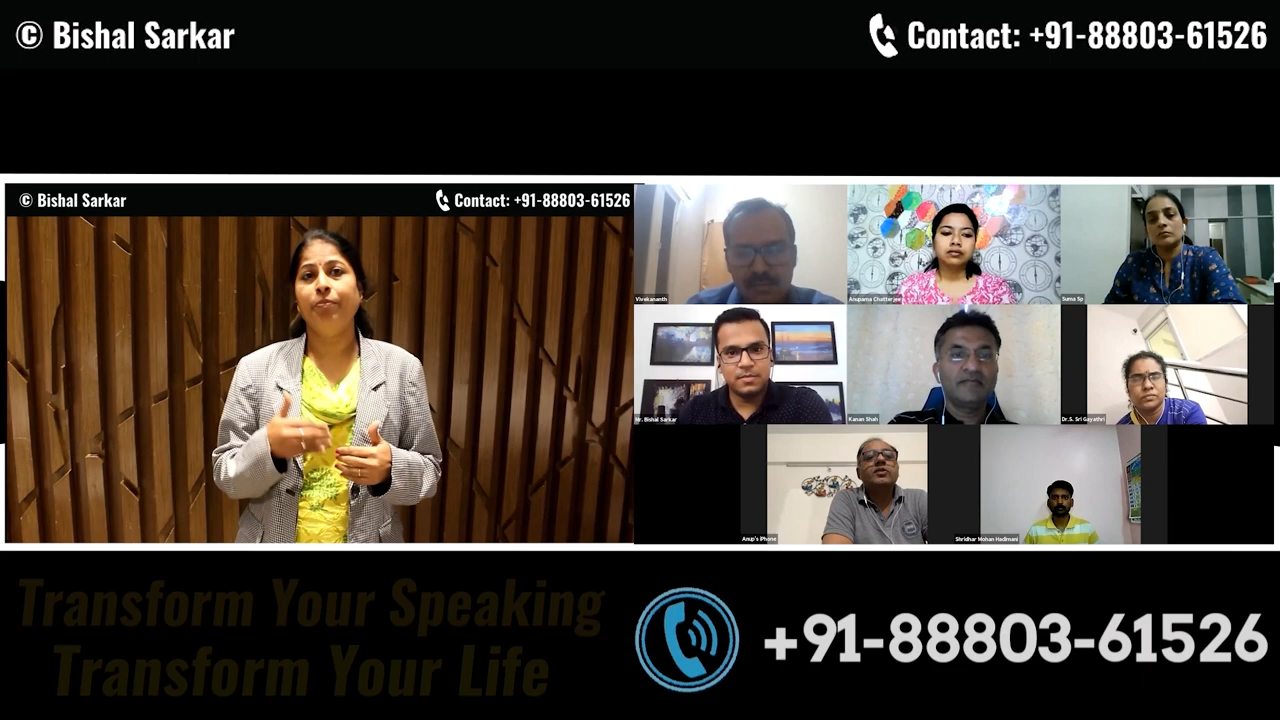 © Bishal Sarkar
Contact: +91-88803-61526
© Bishal Sarkar
Contact: +91-88803-61526
Vivekananth
Anupama Chatterjee
Suma Sp
Mr. Bishal Sarkar
Kanan Shah
Dr.S. Sri Gayathri
Anup's iPhone
Shridhar Mohan Hadimani
Transform Your Speaking
Transform Your Life
+91-88803-61526